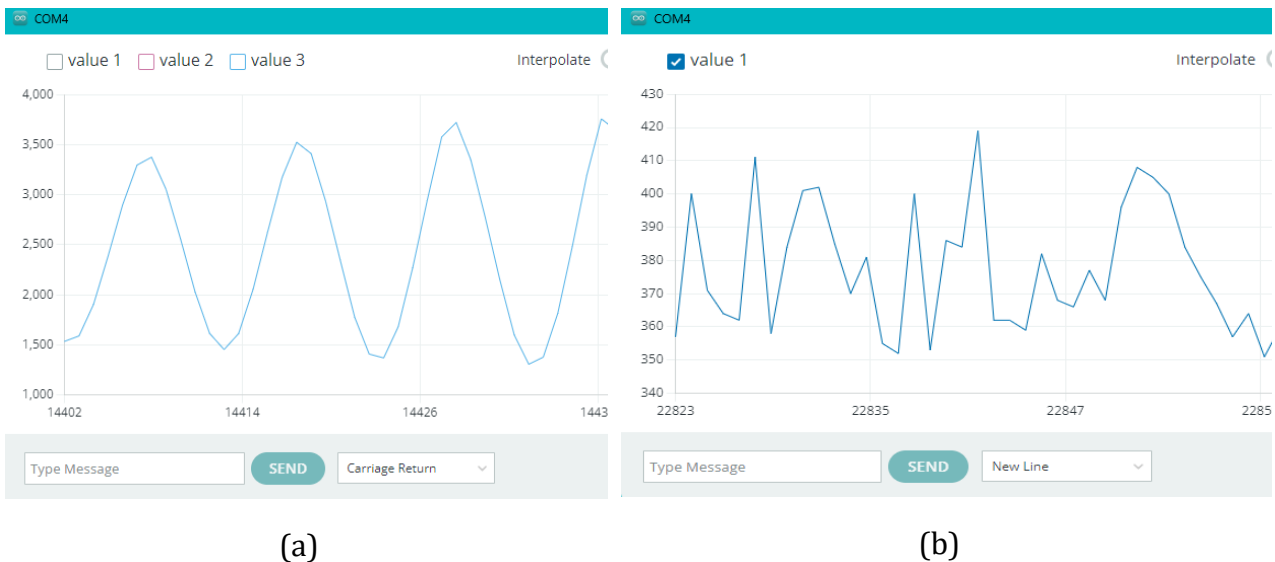 COM4
value 1 value 2 value 3 Interpolate
4,000
3,500
3,000
2,500
2,000
1,500
1,000
14402 14414 14426 1443
Type Message SEND Carriage Return
(a)
COM4
value 1 Interpolate
430
420
410
400
390
380
370
360
350
340
22823 22835 22847 2285
Type Message SEND New Line
(b)